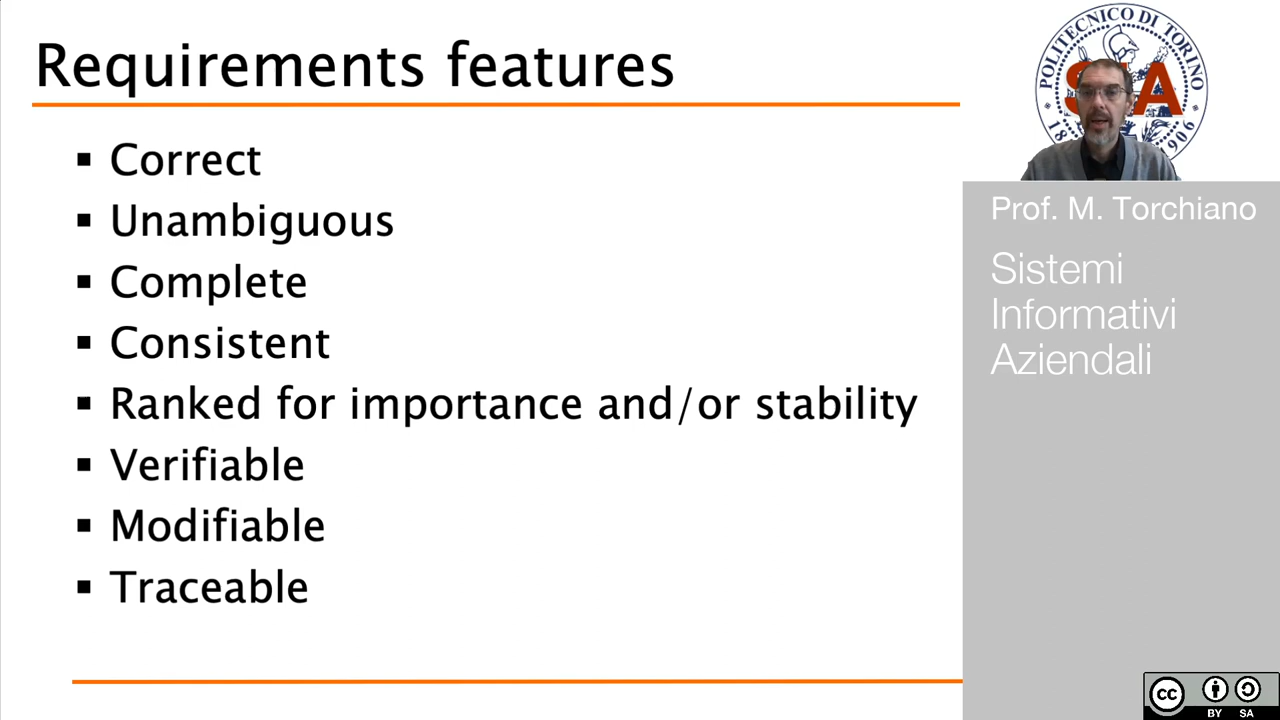 Requirements features
▪ Correct
▪ Unambiguous
▪ Complete
▪ Consistent
▪ Ranked for importance and/or stability
▪ Verifiable
▪ Modifiable
▪ Traceable
POLITECNICO DI TORINO
Prof. M. Torchiano
Sistemi
Informativi
Aziendali
cc
BY SA